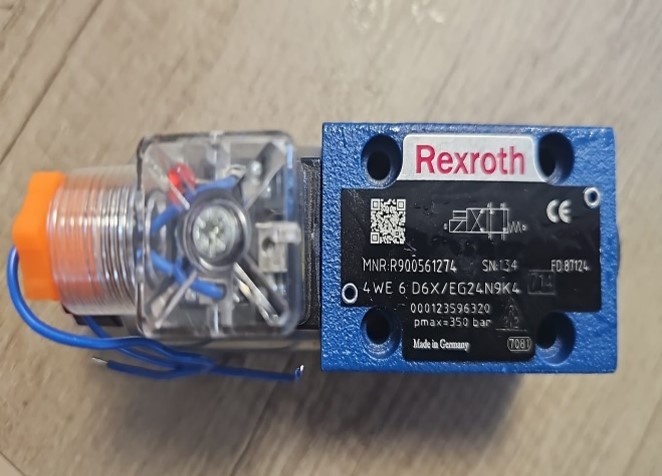 Rexroth
CE
MNR:R900561274 SN:134 FD:87124
4WE 6 D6X/EG24N9K4
000123596320
pmax=350 bar
Made in Germany 7081